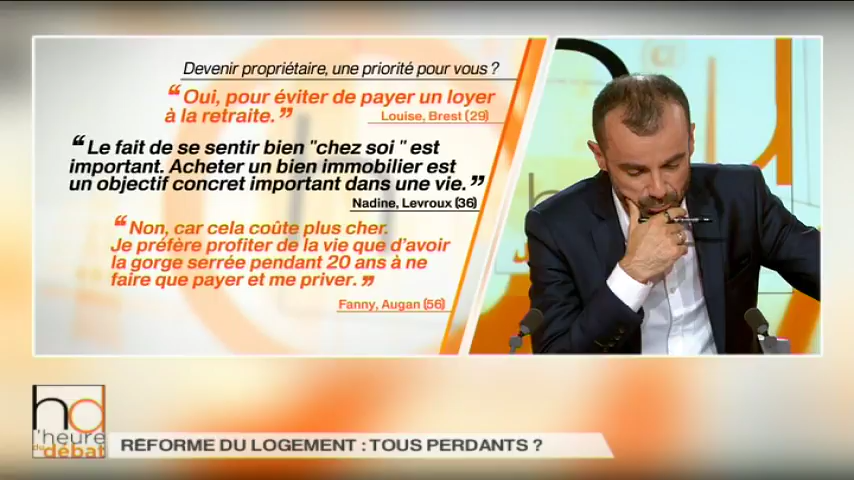 Devenir propriétaire, une priorité pour vous ?
“ Oui, pour éviter de payer un loyer
à la retraite. ”
Louise, Brest (29)
“ Le fait de se sentir bien "chez soi " est
important. Acheter un bien immobilier est
un objectif concret important dans une vie. ”
Nadine, Levroux (36)
“ Non, car cela coûte plus cher.
Je préfère profiter de la vie que d'avoir
la gorge serrée pendant 20 ans à ne
faire que payer et me priver. ”
Fanny, Augan (56)
hd
l'heure
du débat
RÉFORME DU LOGEMENT : TOUS PERDANTS ?